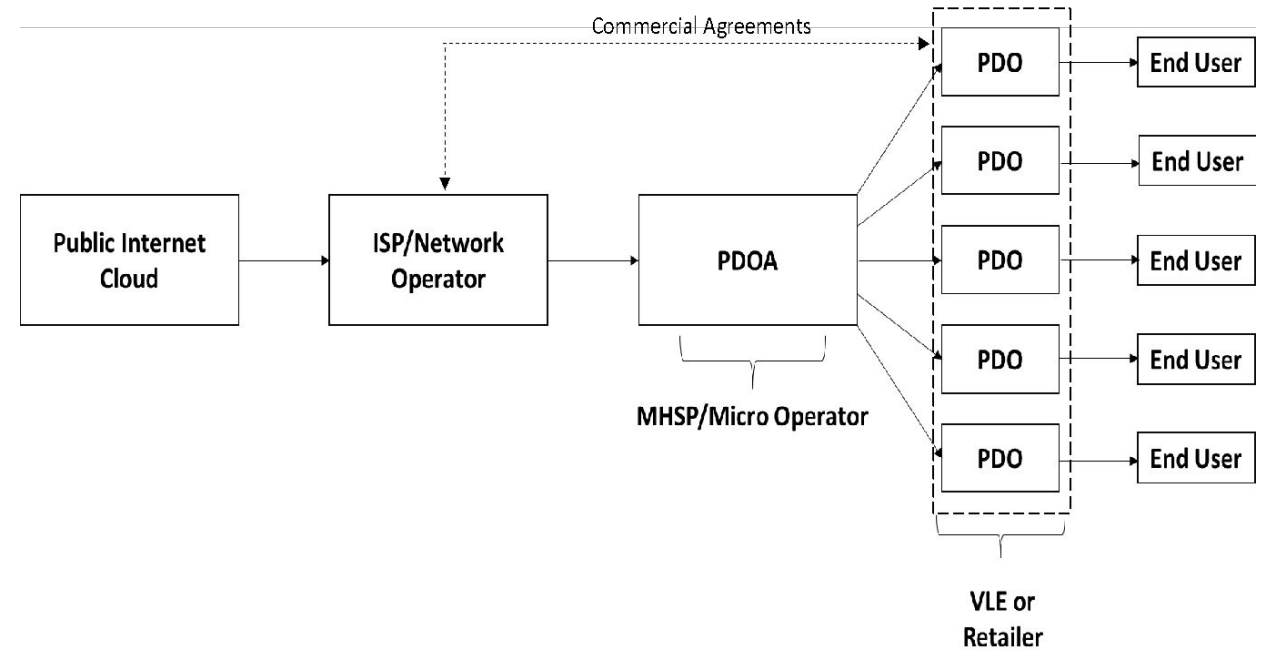 Commercial Agreements
PDO
End User
PDO
End User
Public Internet
Cloud
ISP/Network
Operator
PDOA
PDO
End User
PDO
End User
MHSP/Micro Operator
PDO
End User
VLE or
Retailer